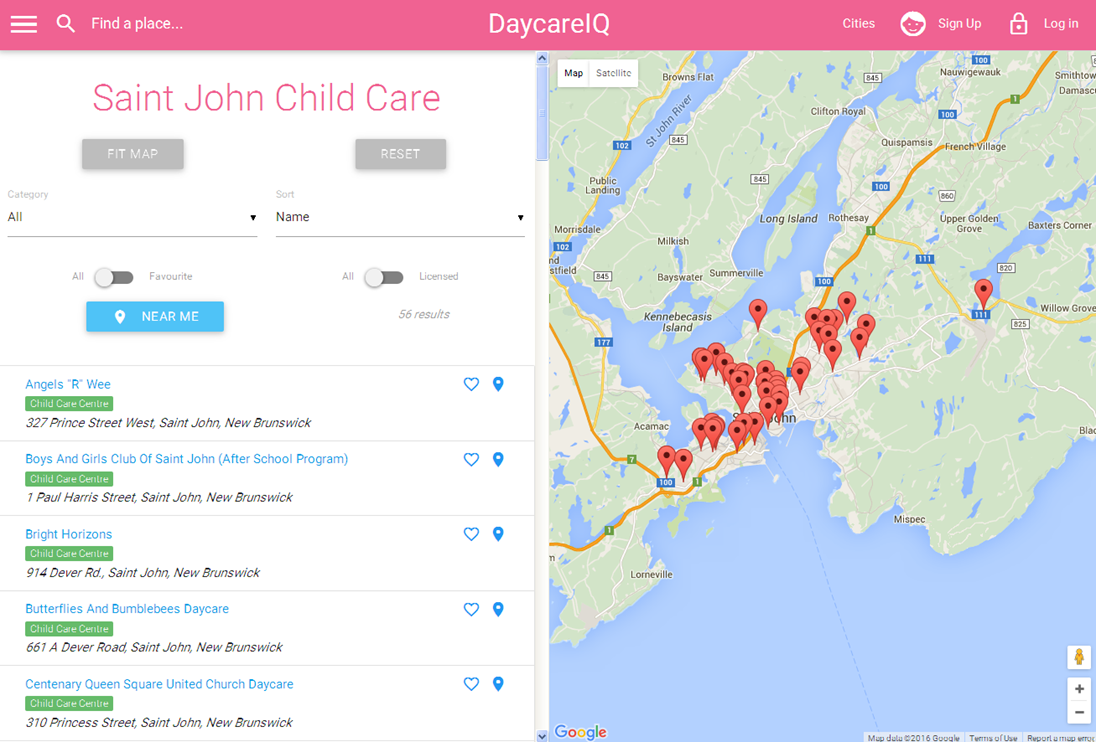 Find a place...
DaycareIQ
Cities
Sign Up
Log in
Saint John Child Care
FIT MAP
RESET
Category
Sort
All
Name
All
Favourite
All
Licensed
NEAR ME
56 results
Angels "R" Wee
Child Care Centre
327 Prince Street West, Saint John, New Brunswick
Boys And Girls Club Of Saint John (After School Program)
Child Care Centre
1 Paul Harris Street, Saint John, New Brunswick
Bright Horizons
Child Care Centre
914 Dever Rd., Saint John, New Brunswick
Butterflies And Bumblebees Daycare
Child Care Centre
661 A Dever Road, Saint John, New Brunswick
Centenary Queen Square United Church Daycare
Child Care Centre
310 Princess Street, Saint John, New Brunswick
Map
Satellite
Browns Flat
845
100
Nauwigewauk
Smithtow
Damascu
1
Clifton Royal
100
St John River
845
102
Quispamsis
French Village
Public
Landing
845
100
860
Long Island
Rothesay
Upper Golden
Grove
Baxters Corner
Morrisdale
1
102
Milkish
111
820
845
Bayswater
Summerville
100
Kennebecasis
Island
111
Willow Grove
825
177
Acamac
7
100
1
1
Mispec
Lorneville
+
−
Google
Map data ©2016 Google
Terms of Use
Report a map error